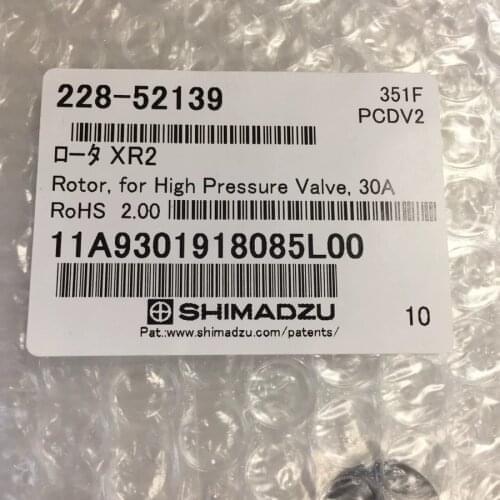 228-52139
351F
PCDV2
ロータ XR2
Rotor, for High Pressure Valve, 30A
RoHS 2.00
11A9301918085L00
SHIMADZU
Pat.:www.shimadzu.com/patents/
10